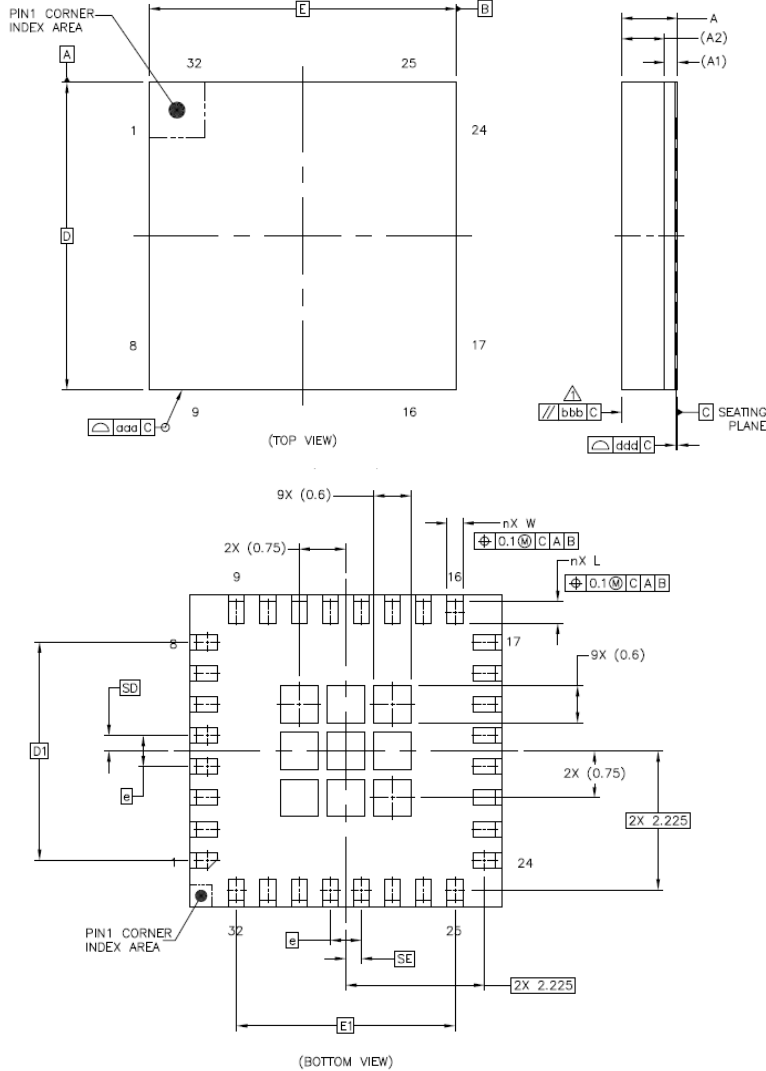 PIN1 CORNER
INDEX AREA
E
B
A
(A2)
(A1)
A
32
25
1
24
D
8
17
9
16
aaa C
(TOP VIEW)
1
// bbb C
C SEATING
PLANE
ddd C
9X (0.6)
nX W
⌖ 0.1Ⓜ C A B
2X (0.75)
nX L
⌖ 0.1Ⓜ C A B
9
16
8
17
9X (0.6)
SD
D1
e
2X (0.75)
2X 2.225
1
24
PIN1 CORNER
INDEX AREA
32
25
e
SE
2X 2.225
E1
(BOTTOM VIEW)